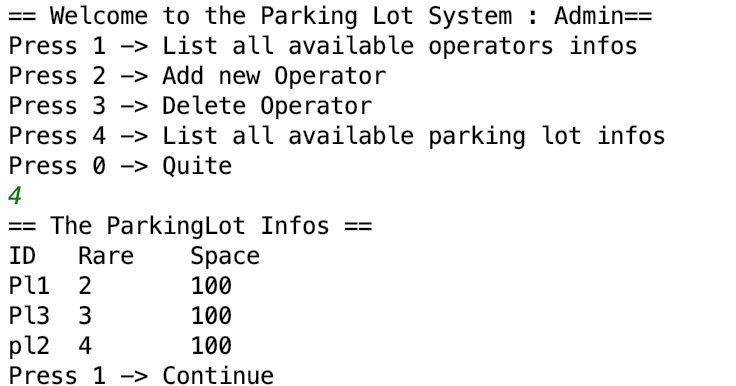 == Welcome to the Parking Lot System : Admin==
Press 1 -> List all available operators infos
Press 2 -> Add new Operator
Press 3 -> Delete Operator
Press 4 -> List all available parking lot infos
Press 0 -> Quite
4
== The ParkingLot Infos ==
ID Rare Space
Pl1 2 100
Pl3 3 100
pl2 4 100
Press 1 -> Continue